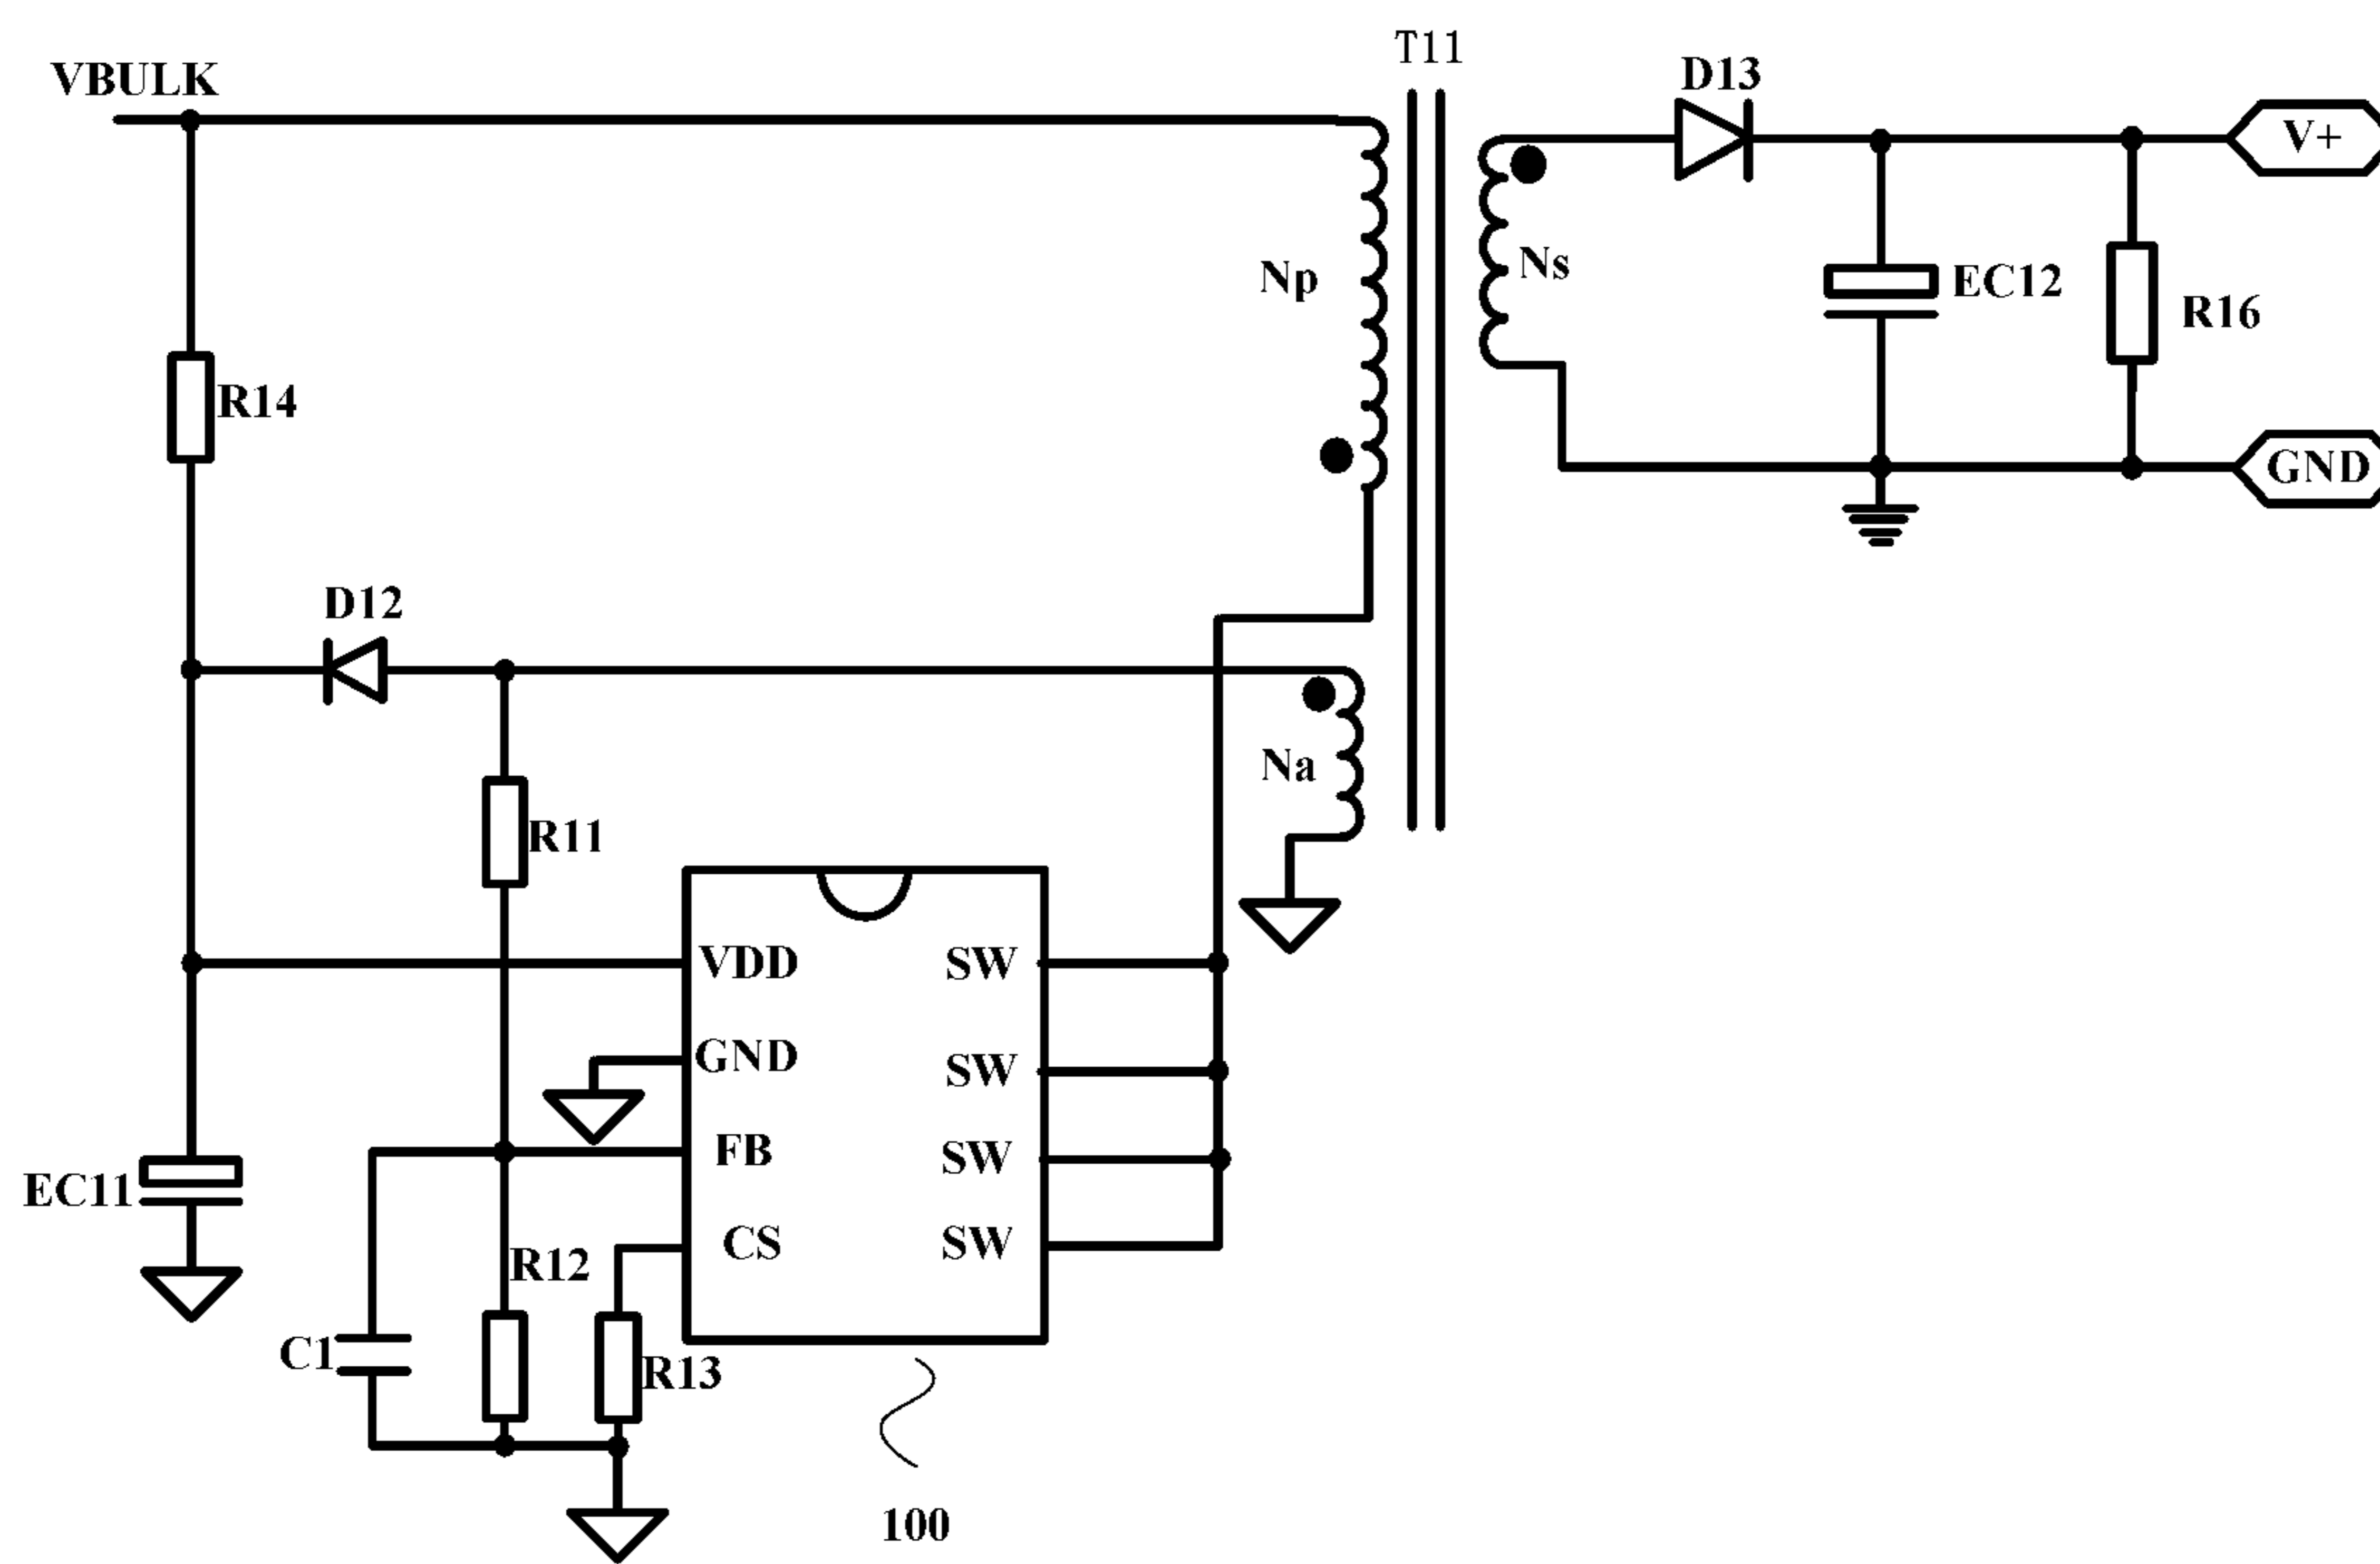 T11
VBULK
D13
V+
Np
Ns
EC12
R16
R14
GND
D12
Na
R11
VDD
SW
GND
SW
FB
SW
EC11
CS
SW
R12
C1
R13
100